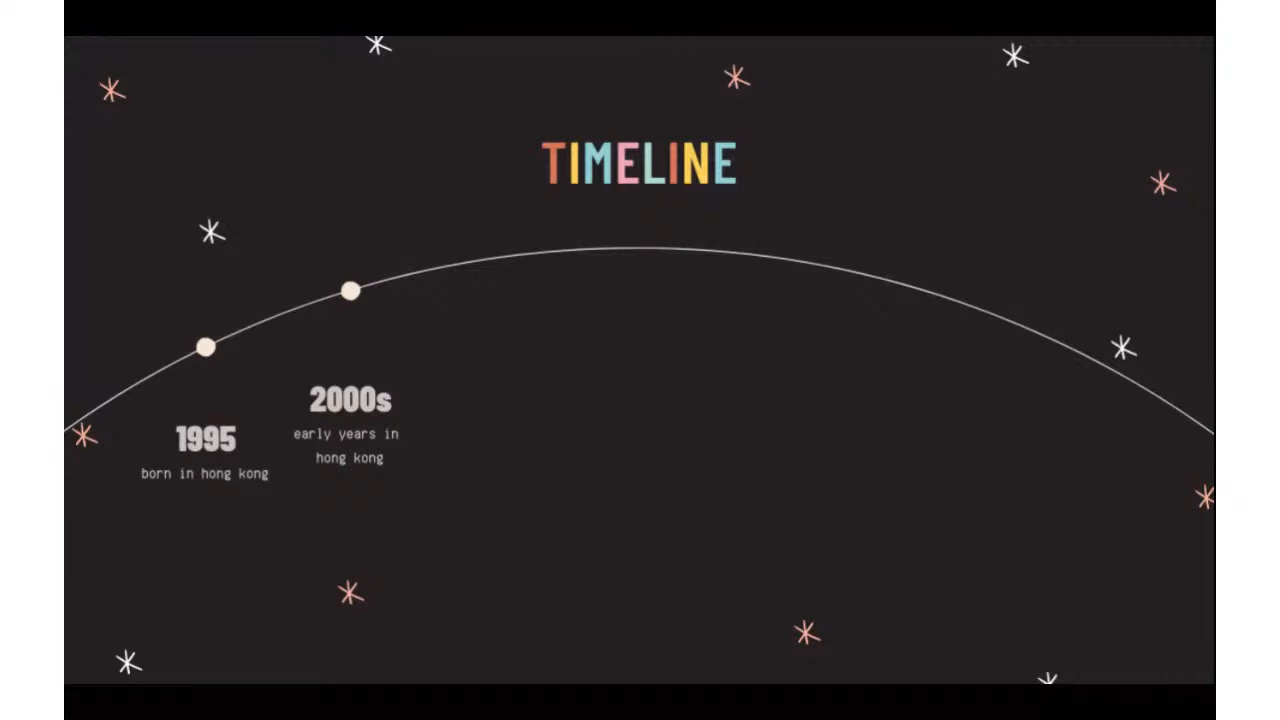 TIMELINE
1995
born in hong kong
2000s
early years in
hong kong